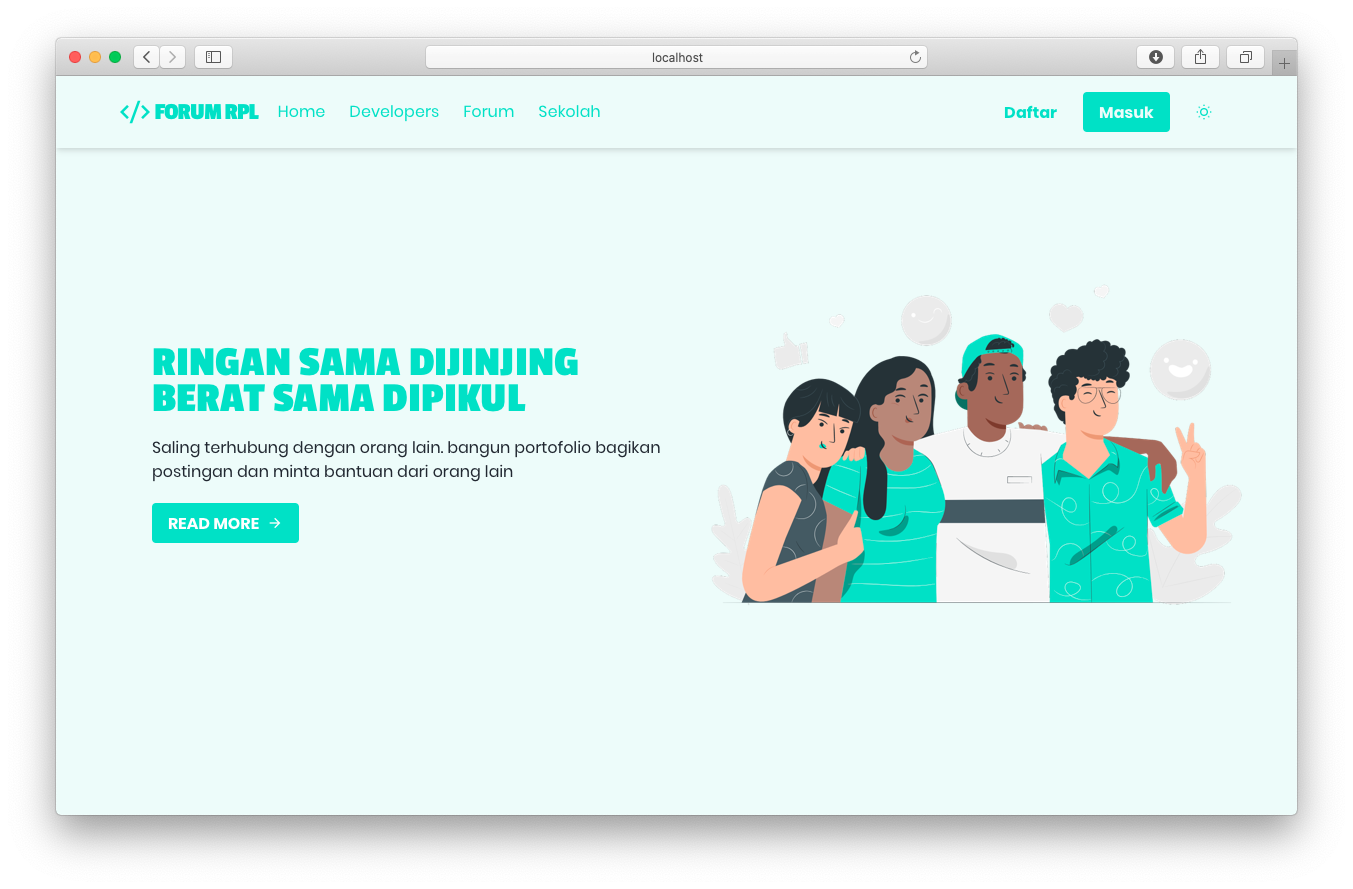 localhost
</> FORUM RPL Home Developers Forum Sekolah Daftar Masuk
RINGAN SAMA DIJINJING
BERAT SAMA DIPIKUL
Saling terhubung dengan orang lain. bangun portofolio bagikan
postingan dan minta bantuan dari orang lain
READ MORE →